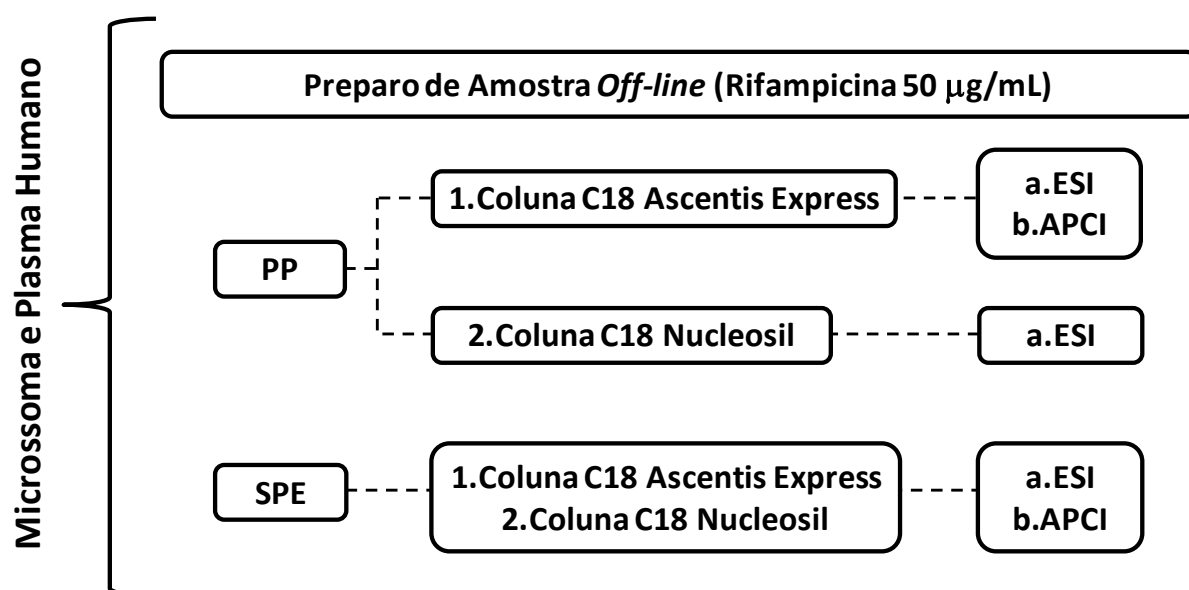 Microssoma e Plasma Humano
Preparo de Amostra Off-line (Rifampicina 50 μg/mL)
PP
1.Coluna C18 Ascentis Express
a.ESI
b.APCI
2.Coluna C18 Nucleosil
a.ESI
SPE
1.Coluna C18 Ascentis Express
2.Coluna C18 Nucleosil
a.ESI
b.APCI